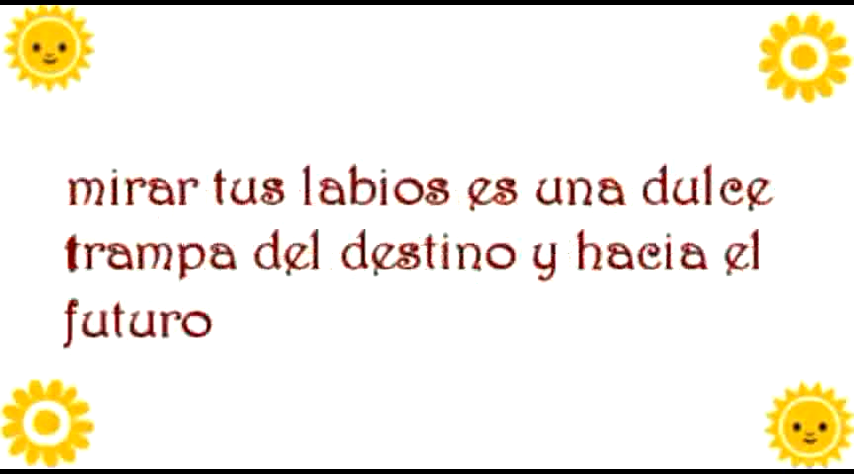 mirar tus labios es una dulce
trampa del destino y hacia el
futuro